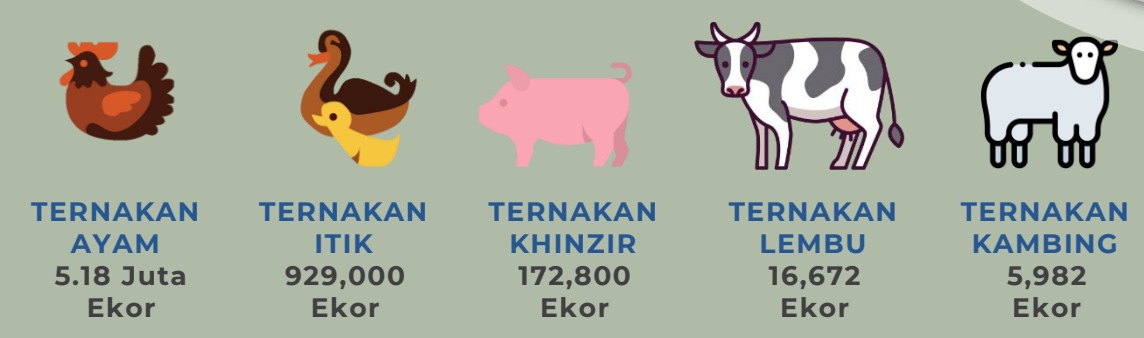 TERNAKAN
AYAM
5.18 Juta
Ekor
TERNAKAN
ITIK
929,000
Ekor
TERNAKAN
KHINZIR
172,800
Ekor
TERNAKAN
LEMBU
16,672
Ekor
TERNAKAN
KAMBING
5,982
Ekor